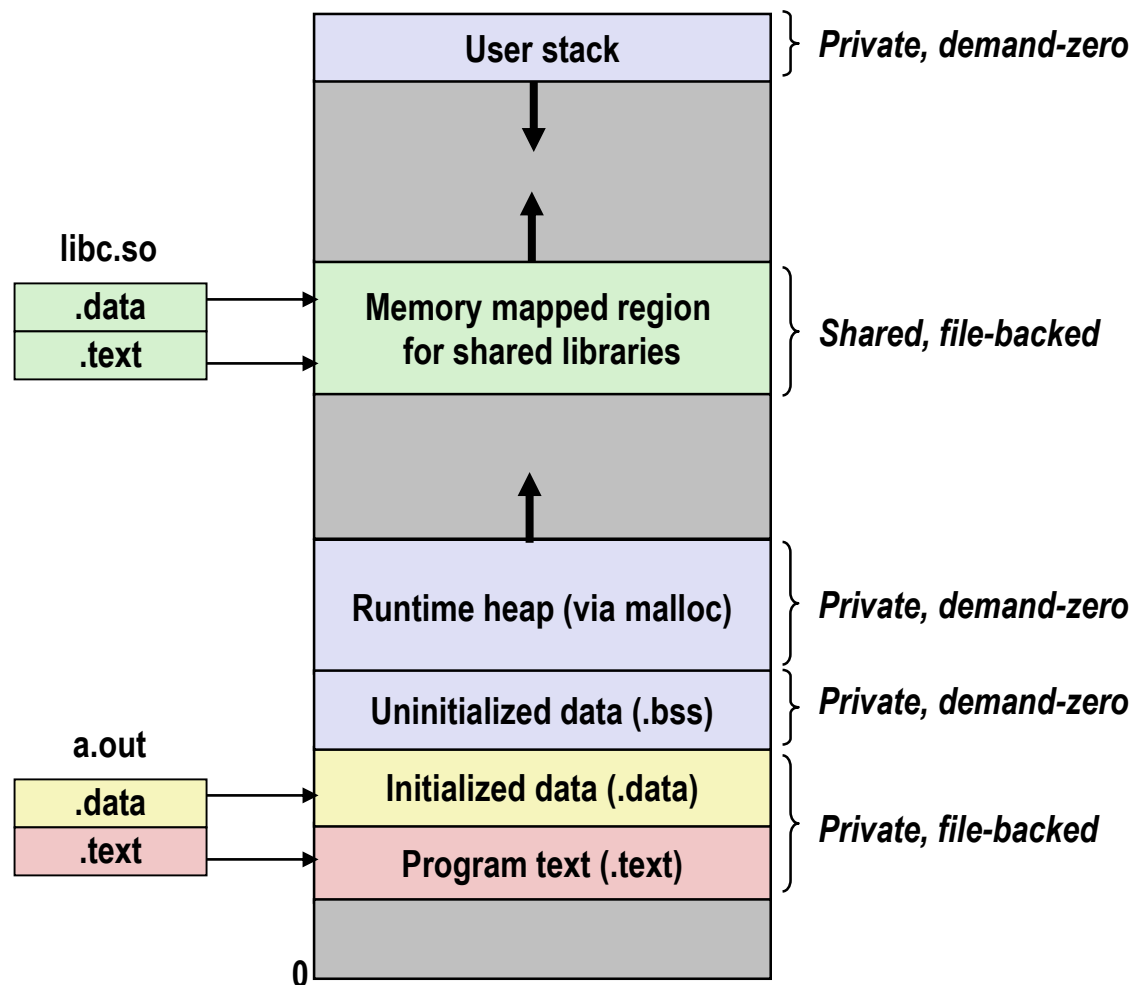 User stack
Private, demand-zero
libc.so
.data
.text
Memory mapped region
for shared libraries
Shared, file-backed
Runtime heap (via malloc)
Private, demand-zero
Uninitialized data (.bss)
Private, demand-zero
a.out
.data
.text
Initialized data (.data)
Program text (.text)
Private, file-backed
0